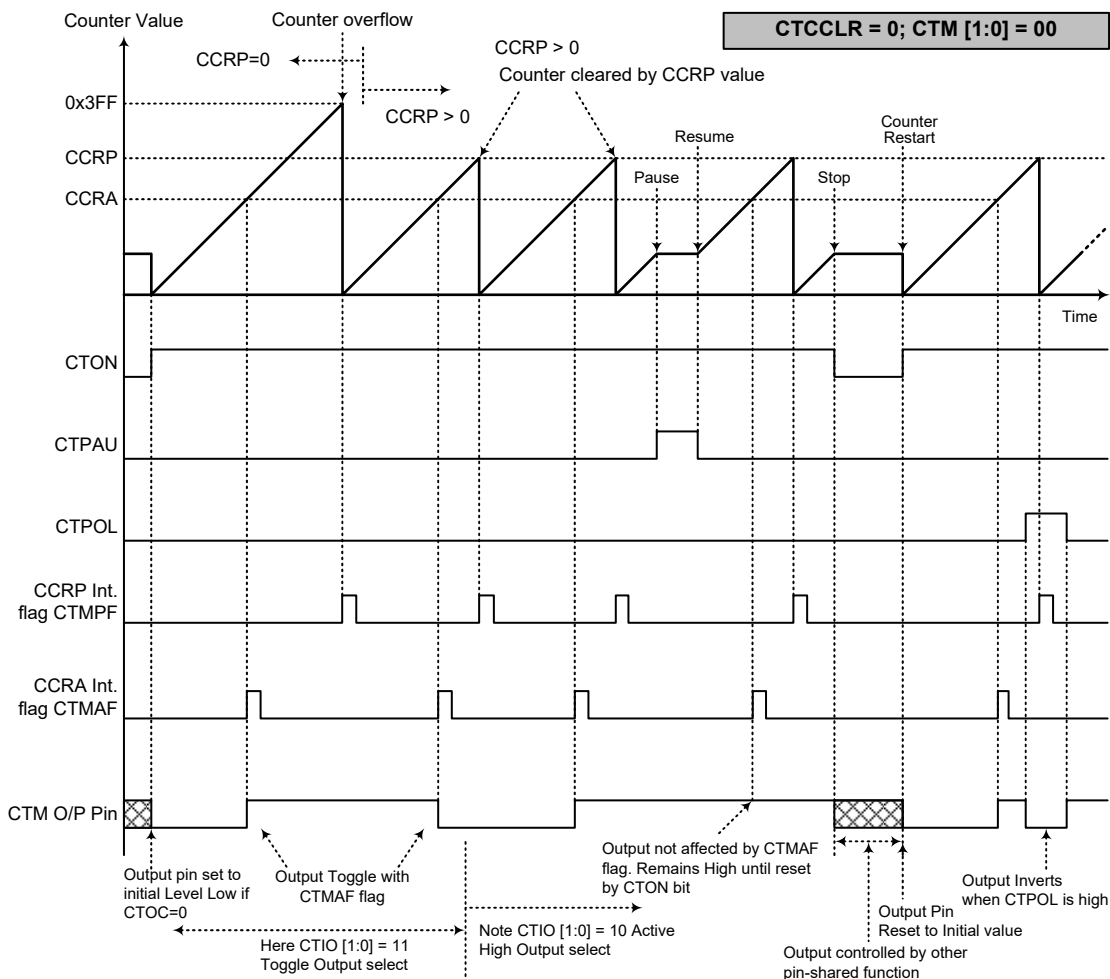 Counter Value
Counter overflow
CTCCLR = 0; CTM [1:0] = 00
CCRP=0
CCRP > 0
CCRP > 0
Counter cleared by CCRP value
0x3FF
CCRP
CCRA
Pause
Resume
Stop
Counter
Restart
Time
CTON
CTPAU
CTPOL
CCRP Int.
flag CTMPF
CCRA Int.
flag CTMAF
CTM O/P Pin
Output pin set to
initial Level Low if
CTOC=0
Output Toggle with
CTMAF flag
Here CTIO [1:0] = 11
Toggle Output select
Output not affected by CTMAF
flag. Remains High until reset
by CTON bit
Note CTIO [1:0] = 10 Active
High Output select
Output controlled by other
pin-shared function
Output Pin
Reset to Initial value
Output Inverts
when CTPOL is high